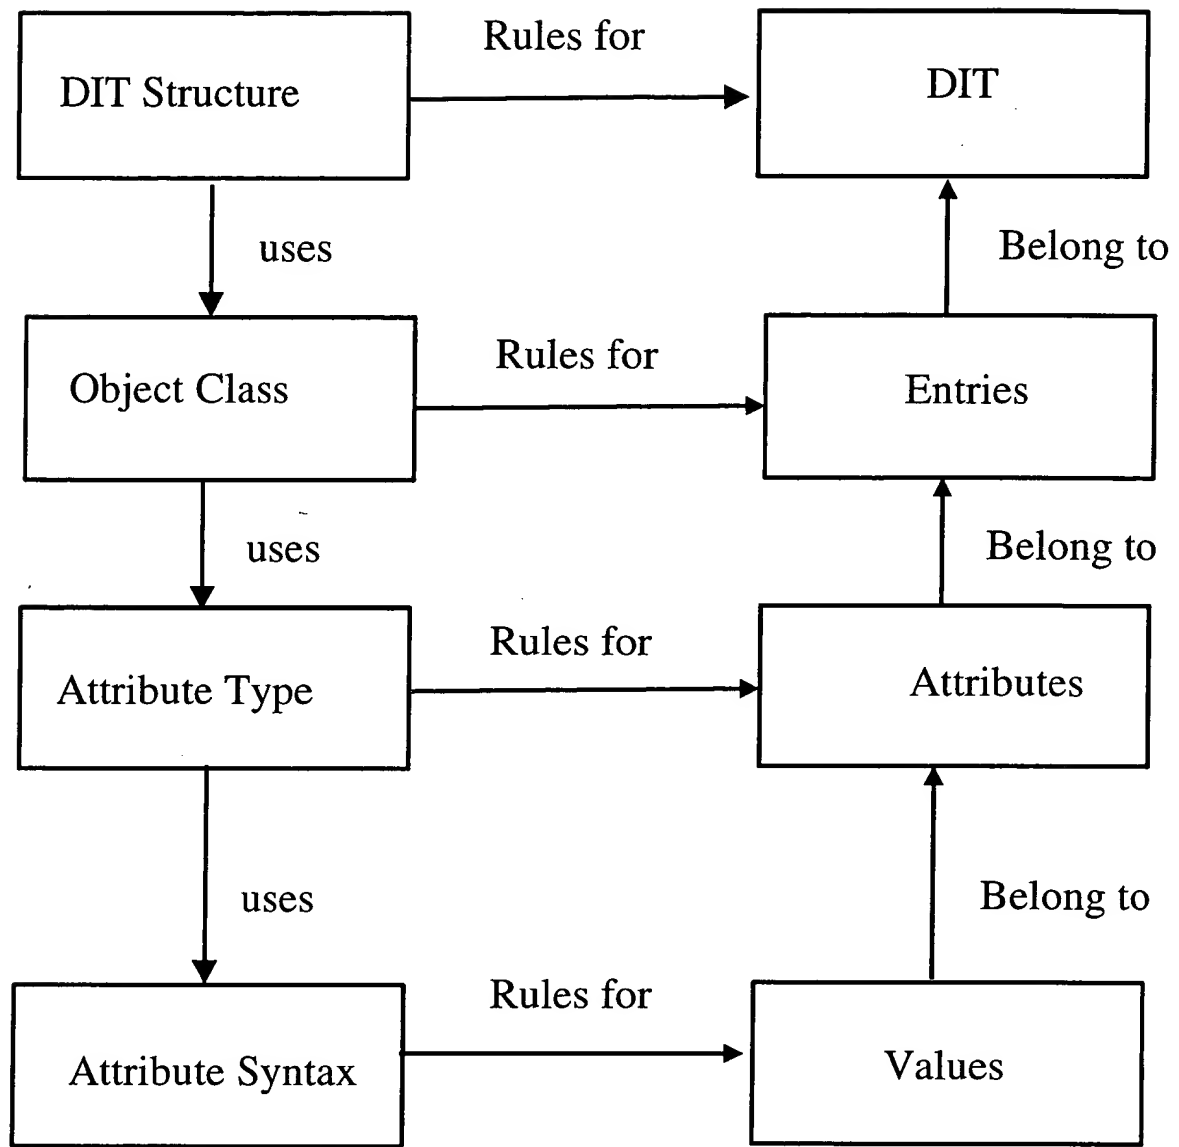 Rules for
DIT Structure
DIT
uses
Belong to
Rules for
Object Class
Entries
uses
Belong to
Rules for
Attribute Type
Attributes
uses
Belong to
Rules for
Attribute Syntax
Values